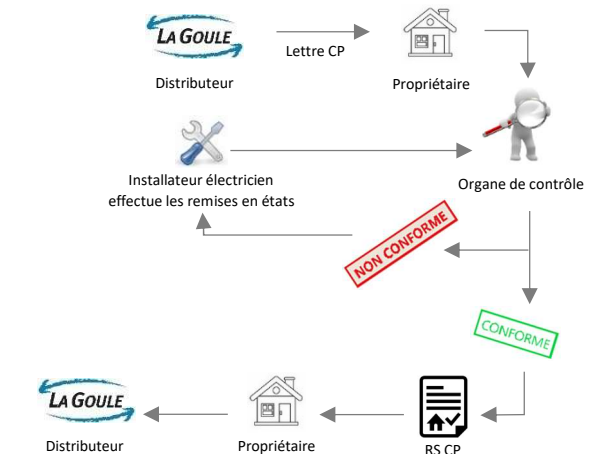 LA GOULE
Lettre CP
Distributeur
Propriétaire
Installateur électricien
effectue les remises en états
Organe de contrôle
NON CONFORME
CONFORME
LA GOULE
Distributeur
Propriétaire
RS CP